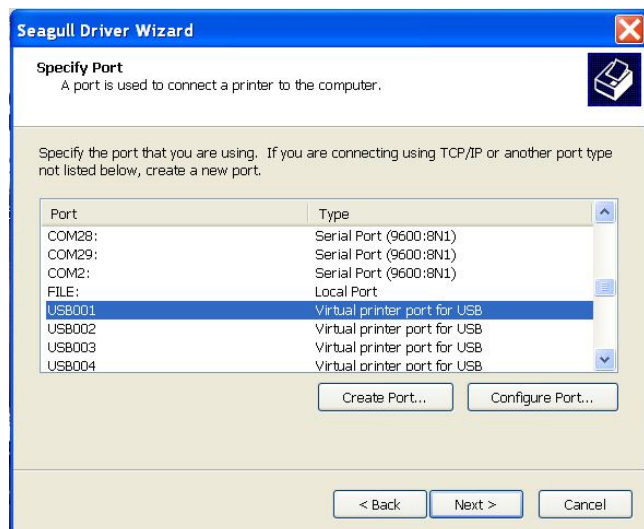 Seagull Driver Wizard
Specify Port
A port is used to connect a printer to the computer.
Specify the port that you are using. If you are connecting using TCP/IP or another port type
not listed below, create a new port.
Port Type
COM28: Serial Port (9600:8N1)
COM29: Serial Port (9600:8N1)
COM2: Serial Port (9600:8N1)
FILE: Local Port
USB001 Virtual printer port for USB
USB002 Virtual printer port for USB
USB003 Virtual printer port for USB
USB004 Virtual printer port for USB
Create Port... Configure Port...
< Back Next > Cancel